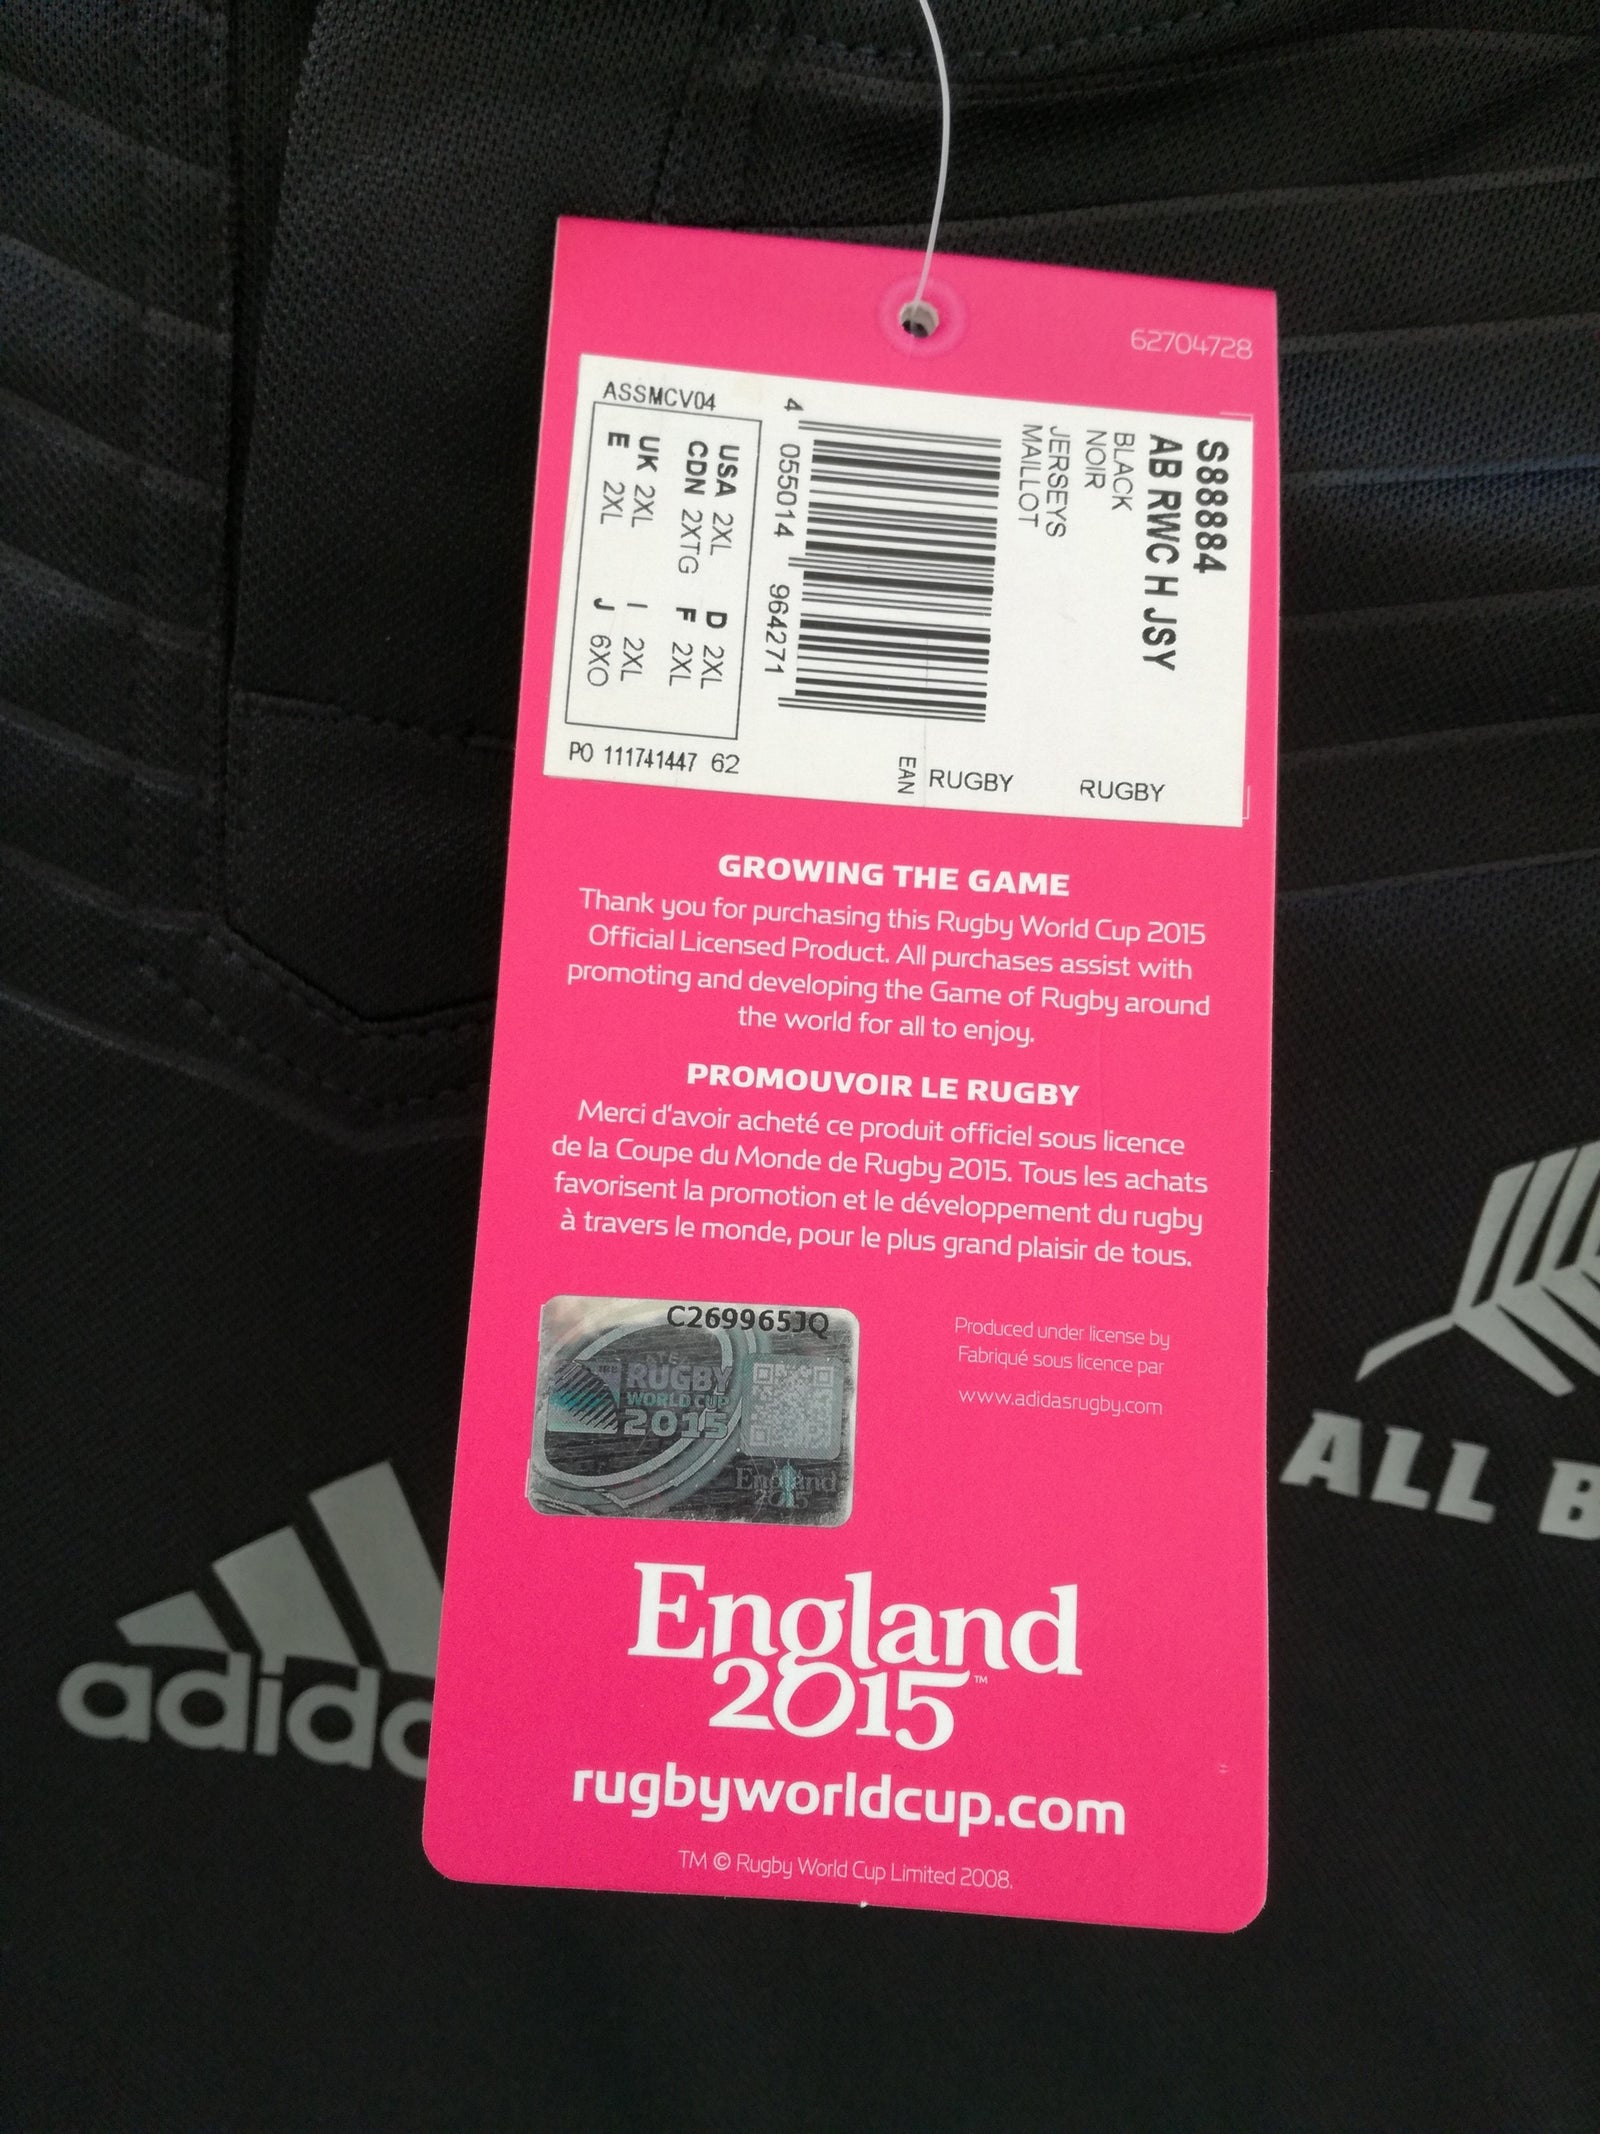 62704728
S88884
AB RWC H JSY
BLACK
NOIR
JERSEYS
MAILLOT
4 055014 964271
EAN
RUGBY
RUGBY
ASSMCV04
USA 2XL D 2XL
CDN 2XTG F 2XL
UK 2XL I 2XL
E 2XL J 6XO
PO 111741447 62
GROWING THE GAME
Thank you for purchasing this Rugby World Cup 2015
Official Licensed Product. All purchases assist with
promoting and developing the Game of Rugby around
the world for all to enjoy.
PROMOUVOIR LE RUGBY
Merci d'avoir acheté ce produit officiel sous licence
de la Coupe du Monde de Rugby 2015. Tous les achats
favorisent la promotion et le développement du rugby
à travers le monde, pour le plus grand plaisir de tous.
C269965JQ
RUGBY
WORLD CUP
2015
England
2015
Produced under license by
Fabriqué sous licence par
www.adidasrugby.com
England
2015™
rugbyworldcup.com
TM © Rugby World Cup Limited 2008.
adida
ALL B